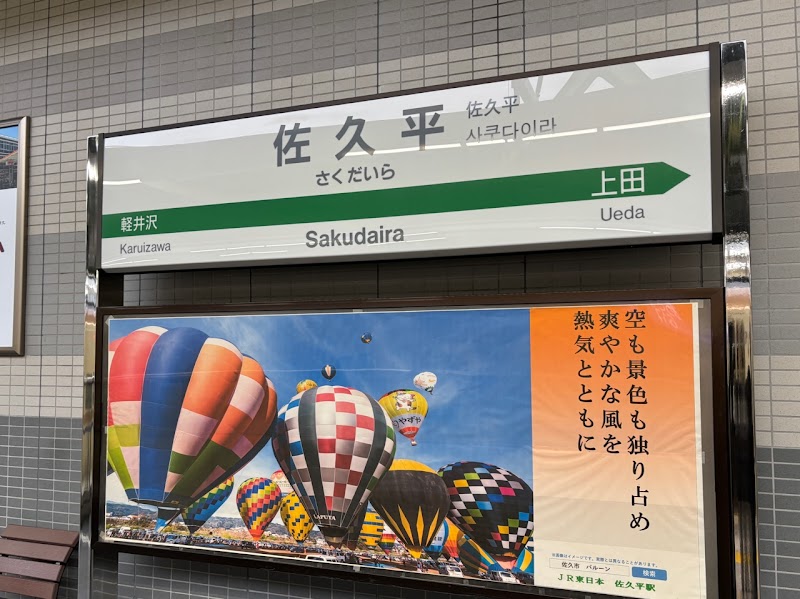 佐久平
佐久平
사쿠다이라
さくだいら
軽井沢
上田
Karuizawa
Sakudaira
Ueda
空も景色も独り占め
爽やかな風を
熱気とともに
佐久市 バルーン
検索
JR東日本 佐久平駅